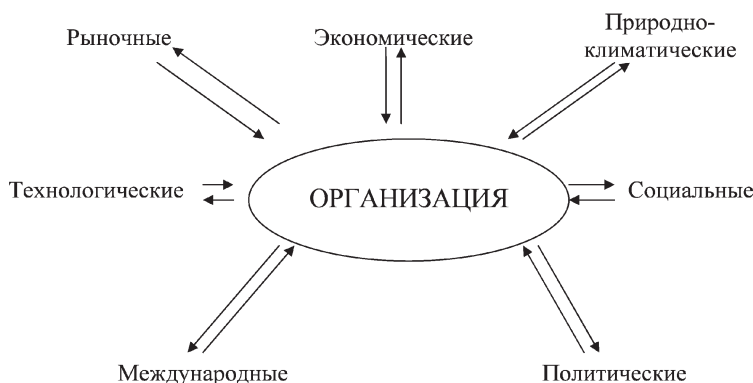 Рыночные
Экономические
Природно-
климатические
Технологические
ОРГАНИЗАЦИЯ
Социальные
Международные
Политические